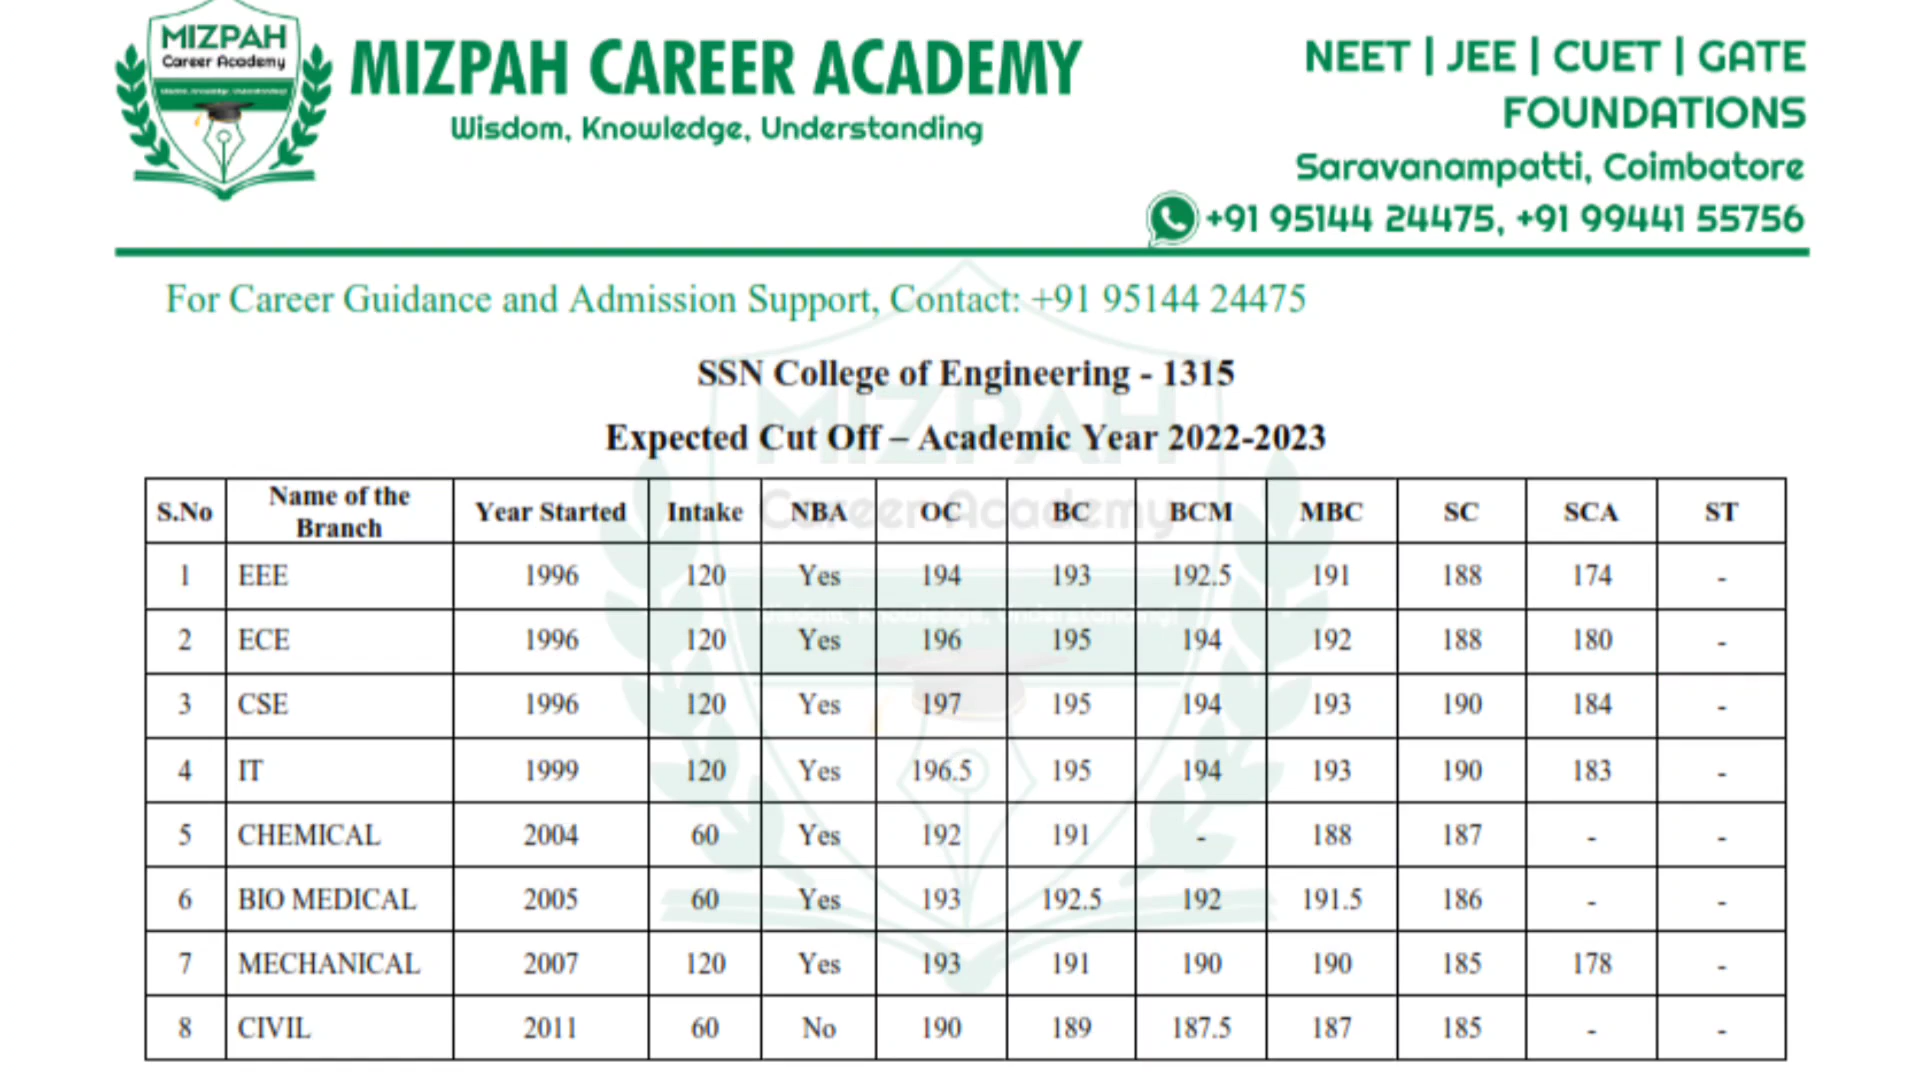 MIZPAH
Career Academy
MIZPAH CAREER ACADEMY
Wisdom, Knowledge, Understanding
NEET | JEE | CUET | GATE
FOUNDATIONS
Saravanampatti, Coimbatore
+91 95144 24475, +91 99441 55756
For Career Guidance and Admission Support, Contact: +91 95144 24475
SSN College of Engineering - 1315
Expected Cut Off – Academic Year 2022-2023
S.No Name of the Branch Year Started Intake NBA OC BC BCM MBC SC SCA ST
1 EEE 1996 120 Yes 194 193 192.5 191 188 174 -
2 ECE 1996 120 Yes 196 195 194 192 188 180 -
3 CSE 1996 120 Yes 197 195 194 193 190 184 -
4 IT 1999 120 Yes 196.5 195 194 193 190 183 -
5 CHEMICAL 2004 60 Yes 192 191 - 188 187 - -
6 BIO MEDICAL 2005 60 Yes 193 192.5 192 191.5 186 - -
7 MECHANICAL 2007 120 Yes 193 191 190 190 185 178 -
8 CIVIL 2011 60 No 190 189 187.5 187 185 - -
MIZPAH
Career Academy
Wisdom, Knowledge, Understanding